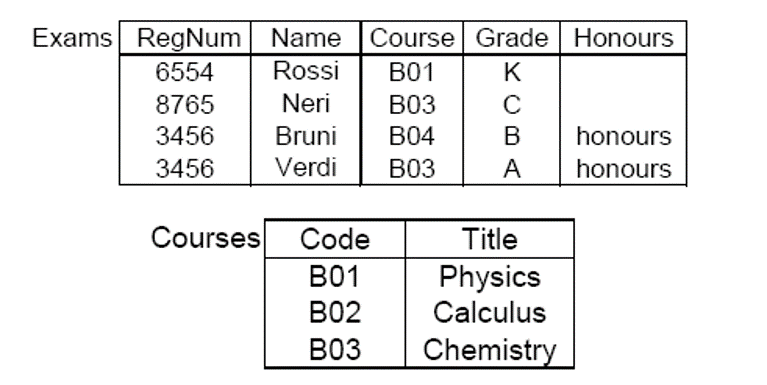 Exams RegNum Name Course Grade Honours
6554 Rossi B01 K
8765 Neri B03 C
3456 Bruni B04 B honours
3456 Verdi B03 A honours
Courses Code Title
B01 Physics
B02 Calculus
B03 Chemistry